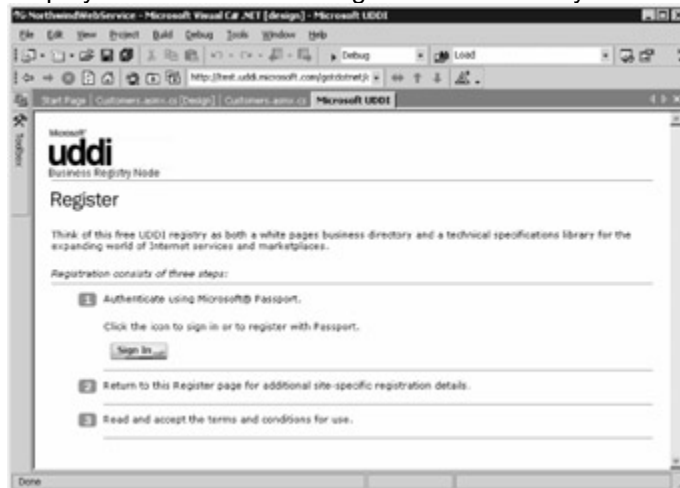 NorthwindWebService - Microsoft Visual C# .NET [design] - Microsoft UDDI
File Edit View Project Build Debug Tools Window Help
Debug Load
Start Page Customers.asmx.cs [Design] Customers.asmx.cs Microsoft UDDI
Toolbox
Microsoft
uddi
Business Registry Node
Register
Think of this free UDDI registry as both a white pages business directory and a technical specifications library for the
expanding world of Internet services and marketplaces.
Registration consists of three steps:
1 Authenticate using Microsoft® Passport.
Click the icon to sign in or to register with Passport.
Sign In
2 Return to this Register page for additional site-specific registration details.
3 Read and accept the terms and conditions for use.
Done